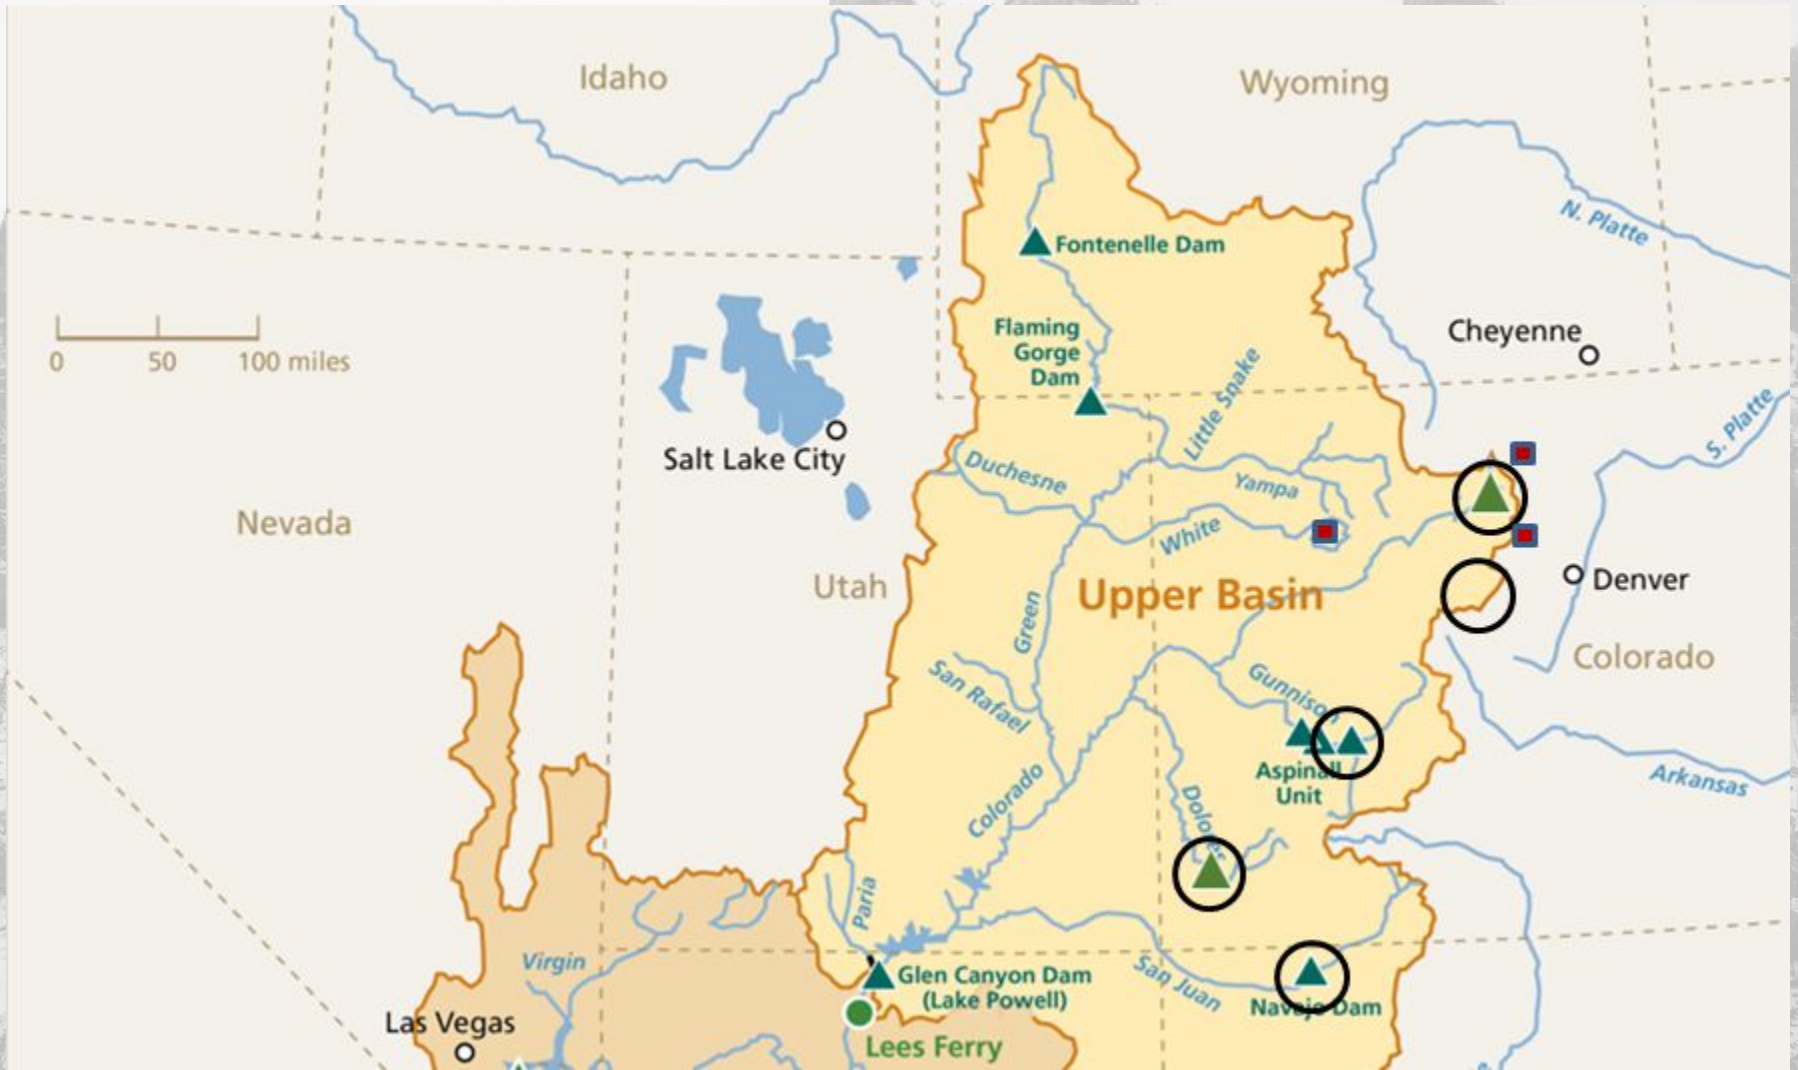 Idaho
Wyoming
N. Platte
Fontenelle Dam
Flaming
Gorge
Dam
Cheyenne
0
50
100 miles
Little Snake
S. Platte
Salt Lake City
Duchesne
Yampa
Nevada
White
Utah
Upper Basin
Denver
Green
Colorado
San Rafael
Gunnison
Aspinall
Unit
Arkansas
Colorado
Dolores
Paria
Virgin
Glen Canyon Dam
(Lake Powell)
San Juan
Navajo Dam
Las Vegas
Lees Ferry